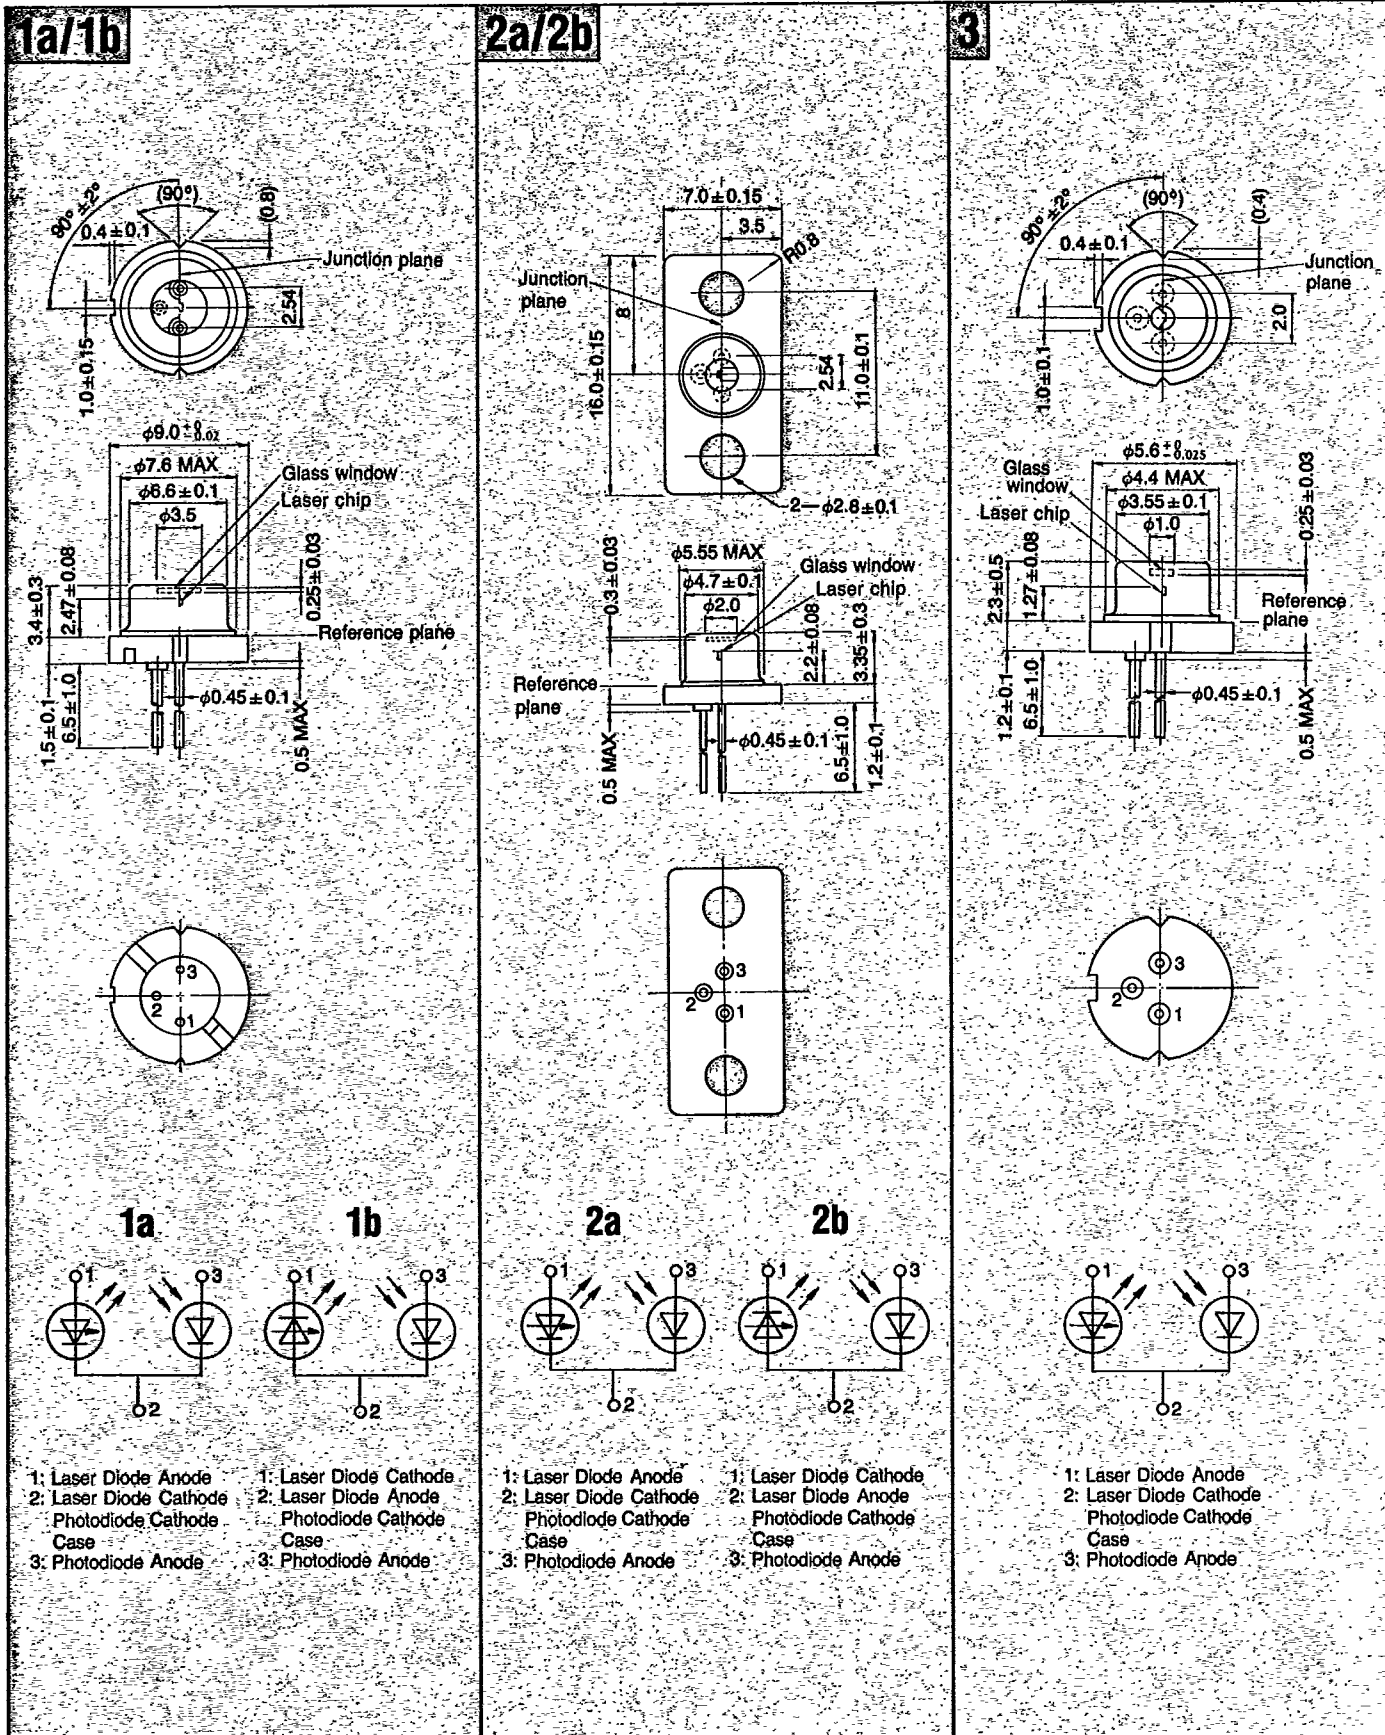 1a/1b
90°±2°
(90°)
(0.8)
0.4±0.1
Junction plane
2.54
1.0±0.15
φ9.0 +0 -0.02
φ7.6 MAX
φ6.6±0.1
φ3.5
Glass window
Laser chip
3.4±0.3
2.47±0.08
0.25±0.03
Reference plane
φ0.45±0.1
1.5±0.1
6.5±1.0
0.5 MAX
3
2
1
1a
1b
1
3
1
3
2
2
1: Laser Diode Anode
2: Laser Diode Cathode
Photodiode Cathode
Case
3: Photodiode Anode
1: Laser Diode Cathode
2: Laser Diode Anode
Photodiode Cathode
Case
3: Photodiode Anode
2a/2b
7.0±0.15
3.5
R0.8
Junction
plane
8
16.0±0.15
2.54
11.0±0.1
2—φ2.8±0.1
φ5.55 MAX
φ4.7±0.1
φ2.0
Glass window
Laser chip
0.3±0.03
2.2±0.08
3.35±0.3
Reference
plane
φ0.45±0.1
0.5 MAX
6.5±1.0
1.2±0.1
3
2
1
2a
2b
1
3
1
3
2
2
1: Laser Diode Anode
2: Laser Diode Cathode
Photodiode Cathode
Case
3: Photodiode Anode
1: Laser Diode Cathode
2: Laser Diode Anode
Photodiode Cathode
Case
3: Photodiode Anode
3
90°±2°
(90°)
(0.4)
0.4±0.1
Junction
plane
2.0
1.0±0.1
φ5.6 +0 -0.025
φ4.4 MAX
φ3.55±0.1
φ1.0
Glass
window
Laser chip
0.25±0.03
2.3±0.5
1.27±0.08
Reference
plane
φ0.45±0.1
1.2±0.1
6.5±1.0
0.5 MAX
3
2
1
1
3
2
1: Laser Diode Anode
2: Laser Diode Cathode
Photodiode Cathode
Case
3: Photodiode Anode